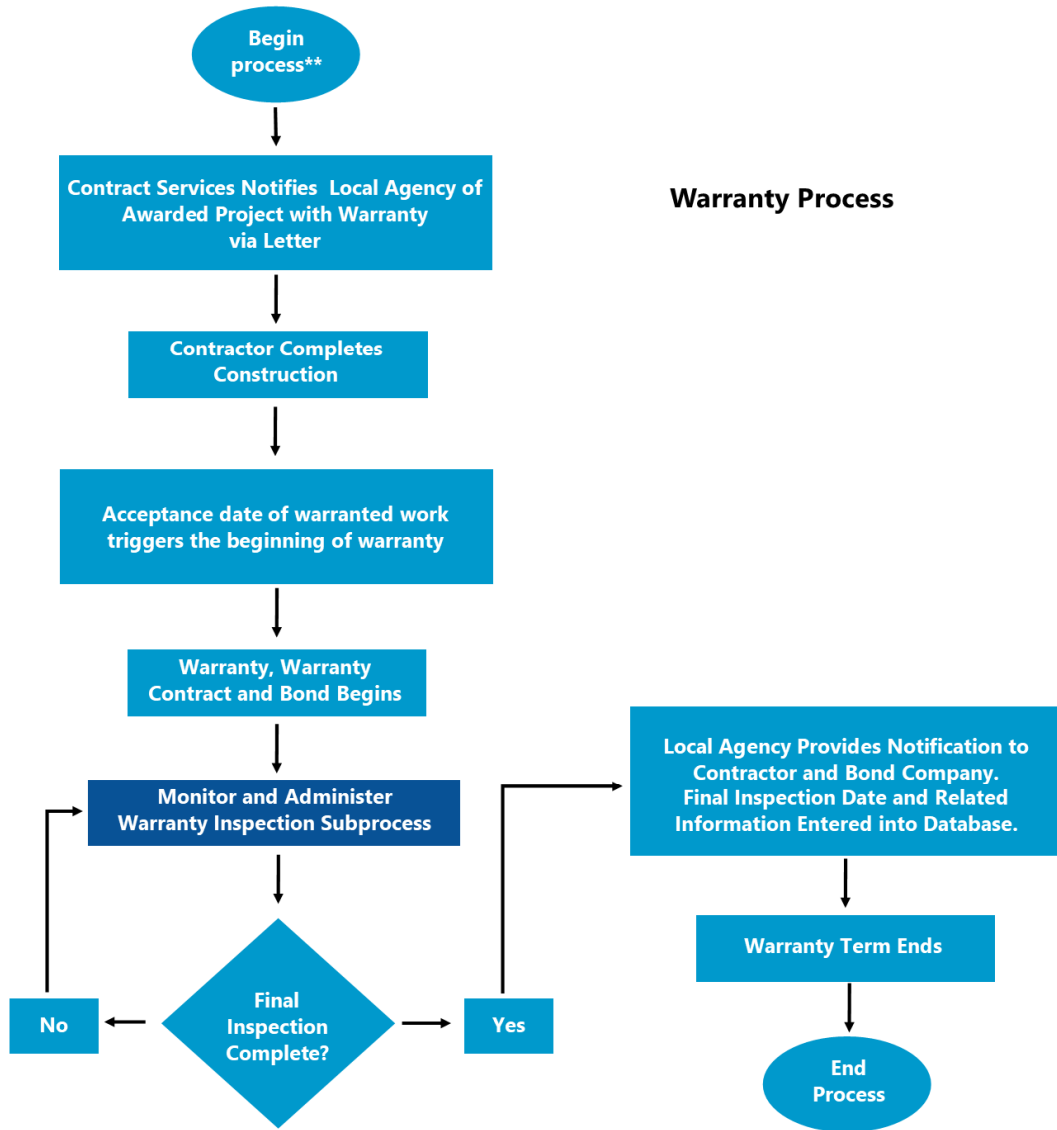 Begin
process**
Contract Services Notifies Local Agency of
Awarded Project with Warranty
via Letter
Warranty Process
Contractor Completes
Construction
Acceptance date of warranted work
triggers the beginning of warranty
Warranty, Warranty
Contract and Bond Begins
Monitor and Administer
Warranty Inspection Subprocess
Final
Inspection
Complete?
No
Yes
Local Agency Provides Notification to
Contractor and Bond Company.
Final Inspection Date and Related
Information Entered into Database.
Warranty Term Ends
End
Process